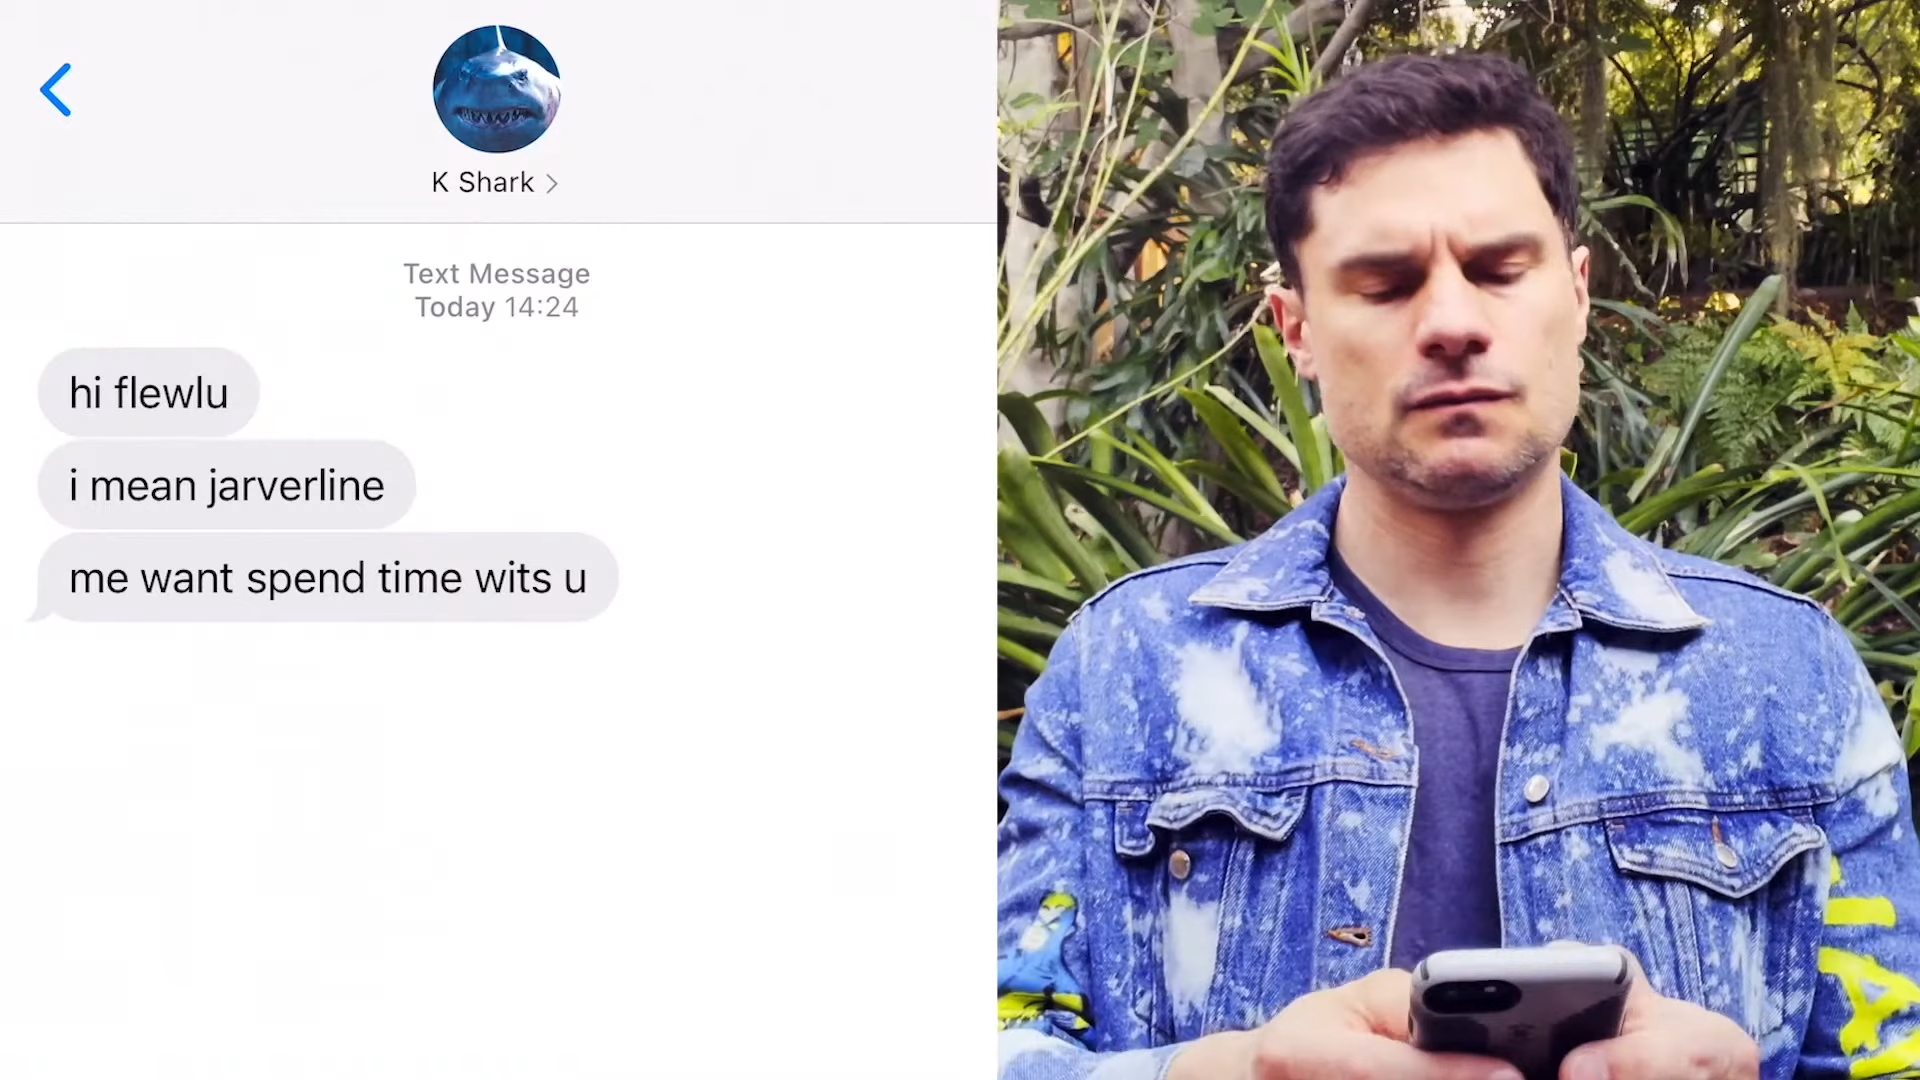 K Shark
Text Message
Today 14:24
hi flewlu
i mean jarverline
me want spend time wits u